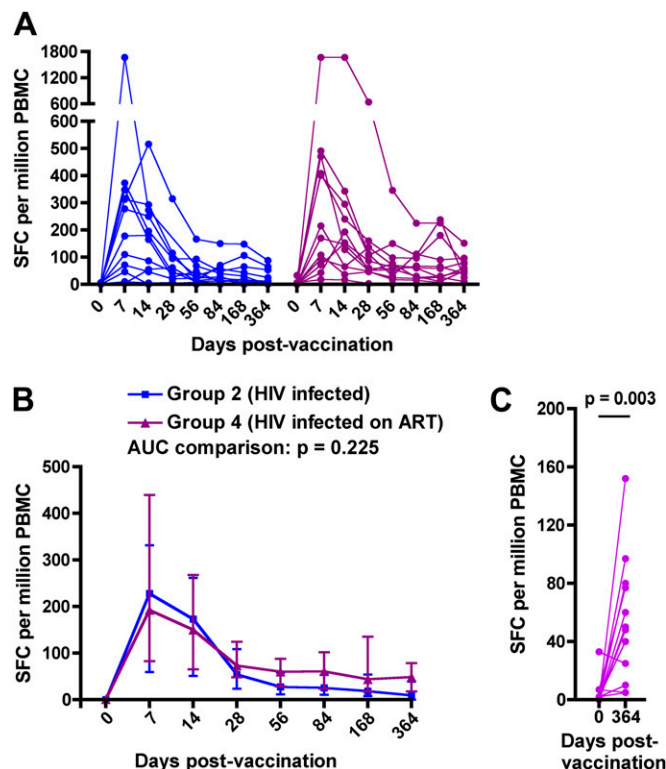 A
SFC per million PBMC
1800
1600
1400
1200
1000
800
600
600
500
400
300
200
100
0
0 7 14 28 56 84 168 364 0 7 14 28 56 84 168 364
Days post-vaccination
B
Group 2 (HIV infected)
Group 4 (HIV infected on ART)
AUC comparison: p = 0.225
SFC per million PBMC
500
400
300
200
100
0
0 7 14 28 56 84 168 364
Days post-vaccination
C
p = 0.003
SFC per million PBMC
200
160
120
80
40
0
0 364
Days post-
vaccination